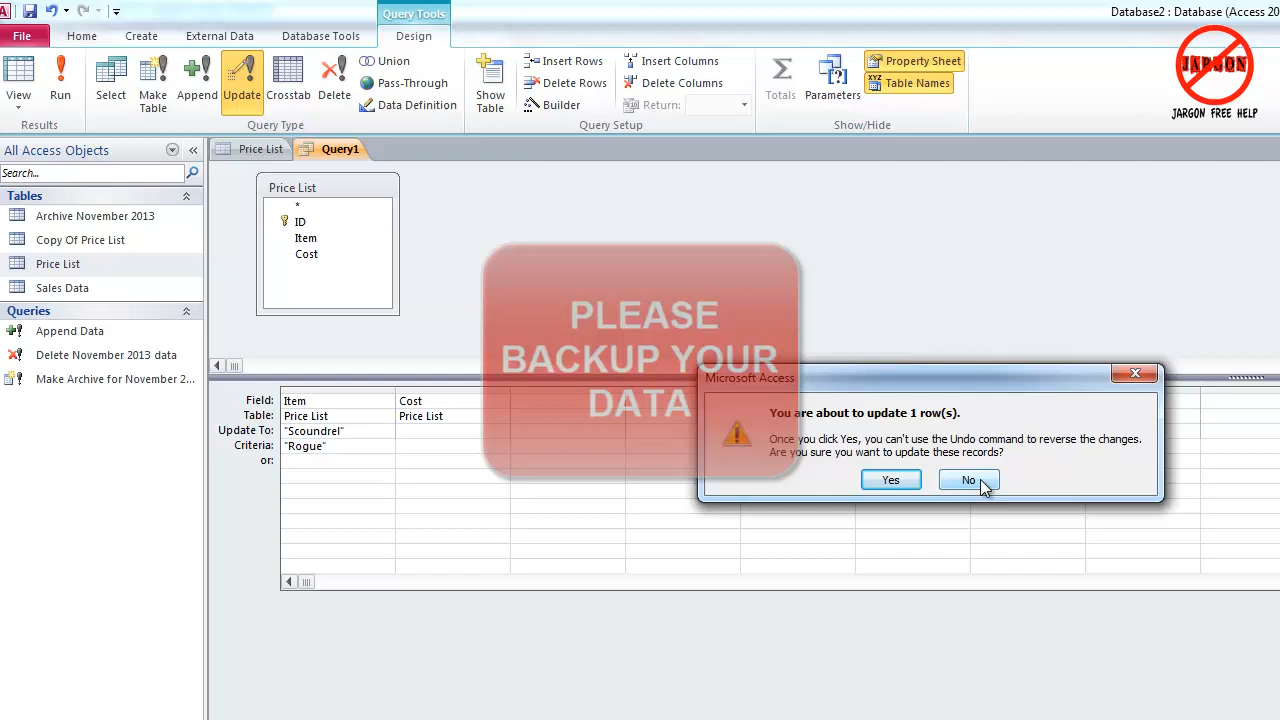 Query Tools
Database2 : Database (Access 20
File
Home
Create
External Data
Database Tools
Design
View
Run
Select
Make Table
Append
Update
Crosstab
Delete
Union
Pass-Through
Data Definition
Show Table
Insert Rows
Delete Rows
Builder
Insert Columns
Delete Columns
Return:
Totals
Parameters
Property Sheet
XYZ Table Names
Results
Query Type
Query Setup
Show/Hide
JARGON
JARGON FREE HELP
All Access Objects
Search...
Tables
Archive November 2013
Copy Of Price List
Price List
Sales Data
Queries
Append Data
Delete November 2013 data
Make Archive for November 2...
Price List
Query1
Price List
*
ID
Item
Cost
PLEASE
BACKUP YOUR
DATA
Field: Item Cost
Table: Price List Price List
Update To: "Scoundrel"
Criteria: "Rogue"
or:
Microsoft Access
You are about to update 1 row(s).
Once you click Yes, you can't use the Undo command to reverse the changes.
Are you sure you want to update these records?
Yes
No